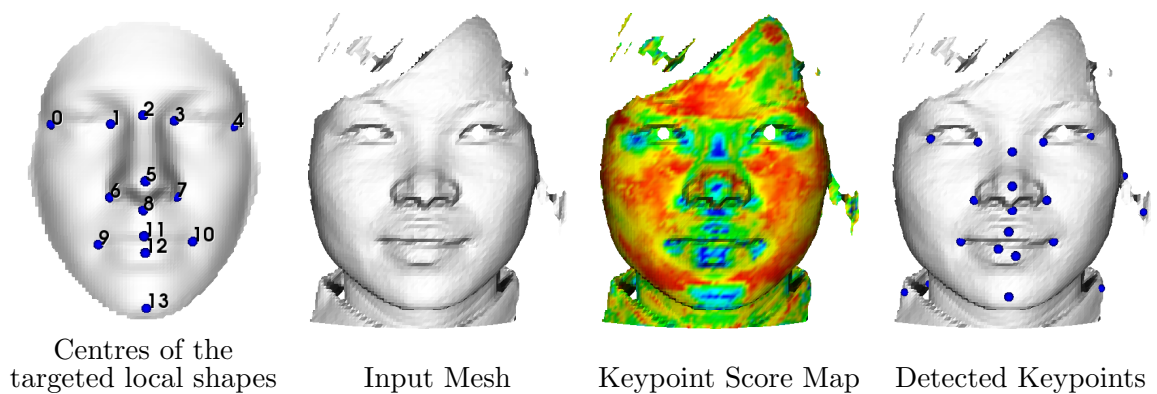 0 1 2 3 4
5
6 7
8
9 11 10
12
13
Centres of the
targeted local shapes
Input Mesh
Keypoint Score Map
Detected Keypoints